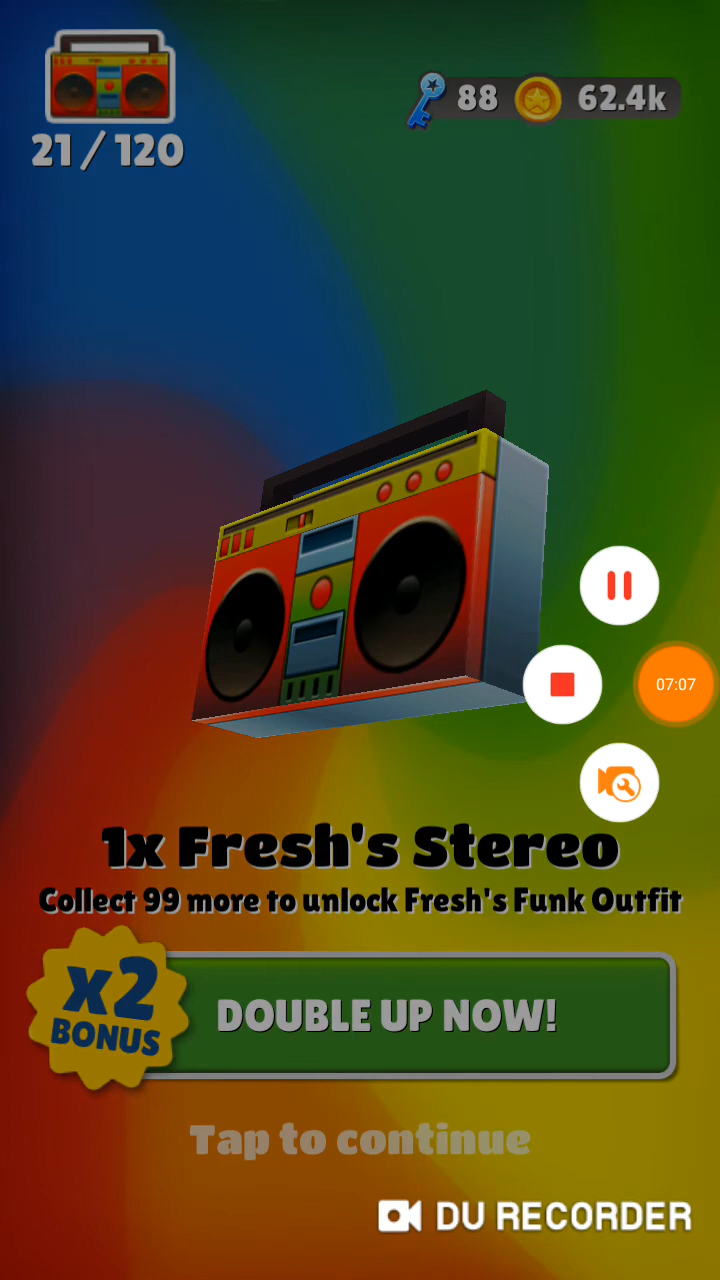 88 62.4k
21 / 120
07:07
1x Fresh's Stereo
Collect 99 more to unlock Fresh's Funk Outfit
x2
BONUS
DOUBLE UP NOW!
Tap to continue
DU RECORDER